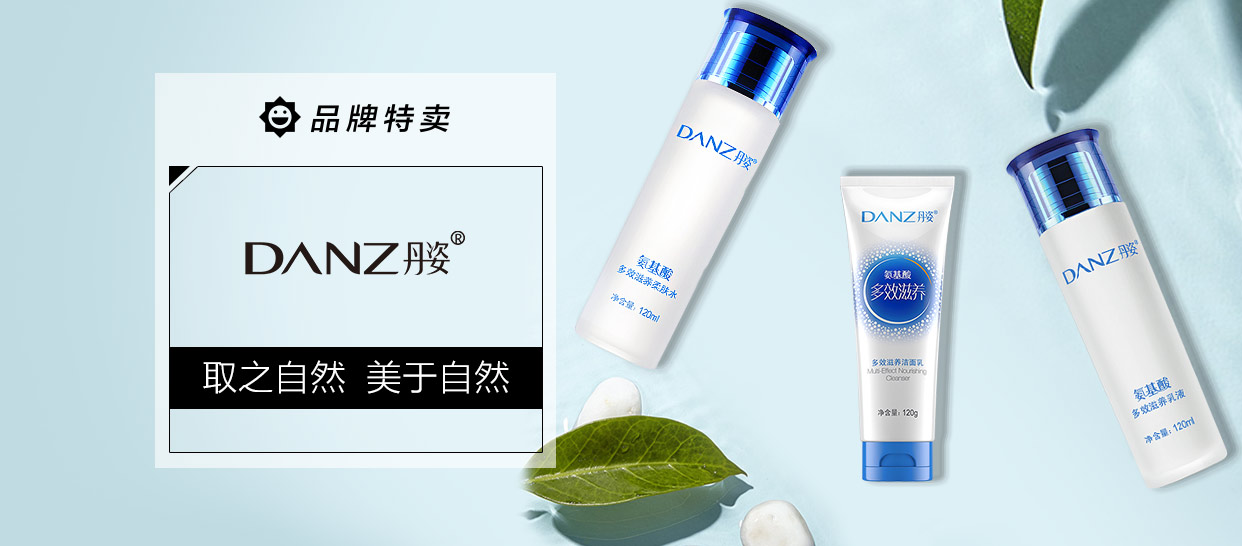 品牌特卖
DANZ丹姿®
取之自然 美于自然
DANZ丹姿®
氨基酸
多效滋养柔肤水
净含量：120ml
DANZ丹姿®
氨基酸
多效滋养
多效滋养洁面乳
Multi-Effect Nourishing
Cleanser
净含量：120g
DANZ丹姿®
氨基酸
多效滋养乳液
净含量：120ml